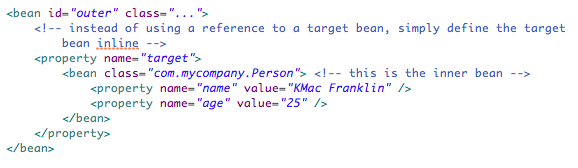 <bean id="outer" class="...">
<!-- instead of using a reference to a target bean, simply define the target
bean inline -->
<property name="target">
<bean class="com.mycompany.Person"> <!-- this is the inner bean -->
<property name="name" value="KMac Franklin" />
<property name="age" value="25" />
</bean>
</property>
</bean>